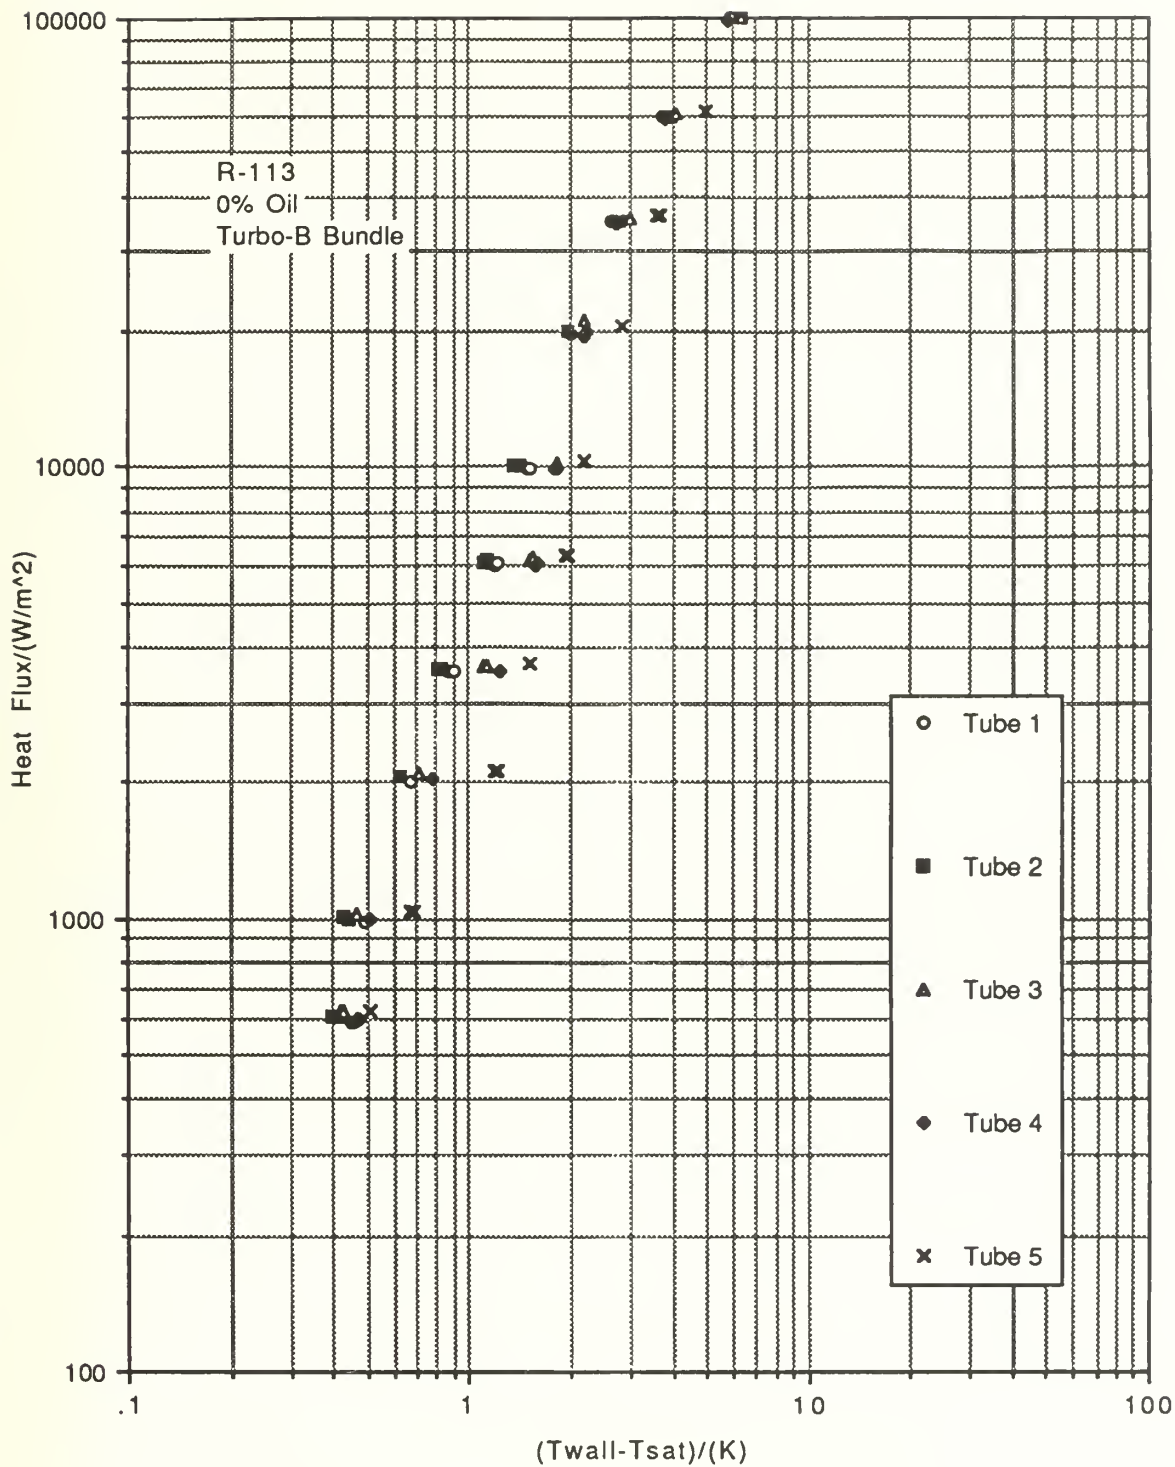 100000
R-113
0% Oil
Turbo-B Bundle
10000
Heat Flux/(W/m^2)
Tube 1
Tube 2
1000
Tube 3
Tube 4
Tube 5
100
.1
1
10
100
(Twall-Tsat)/(K)